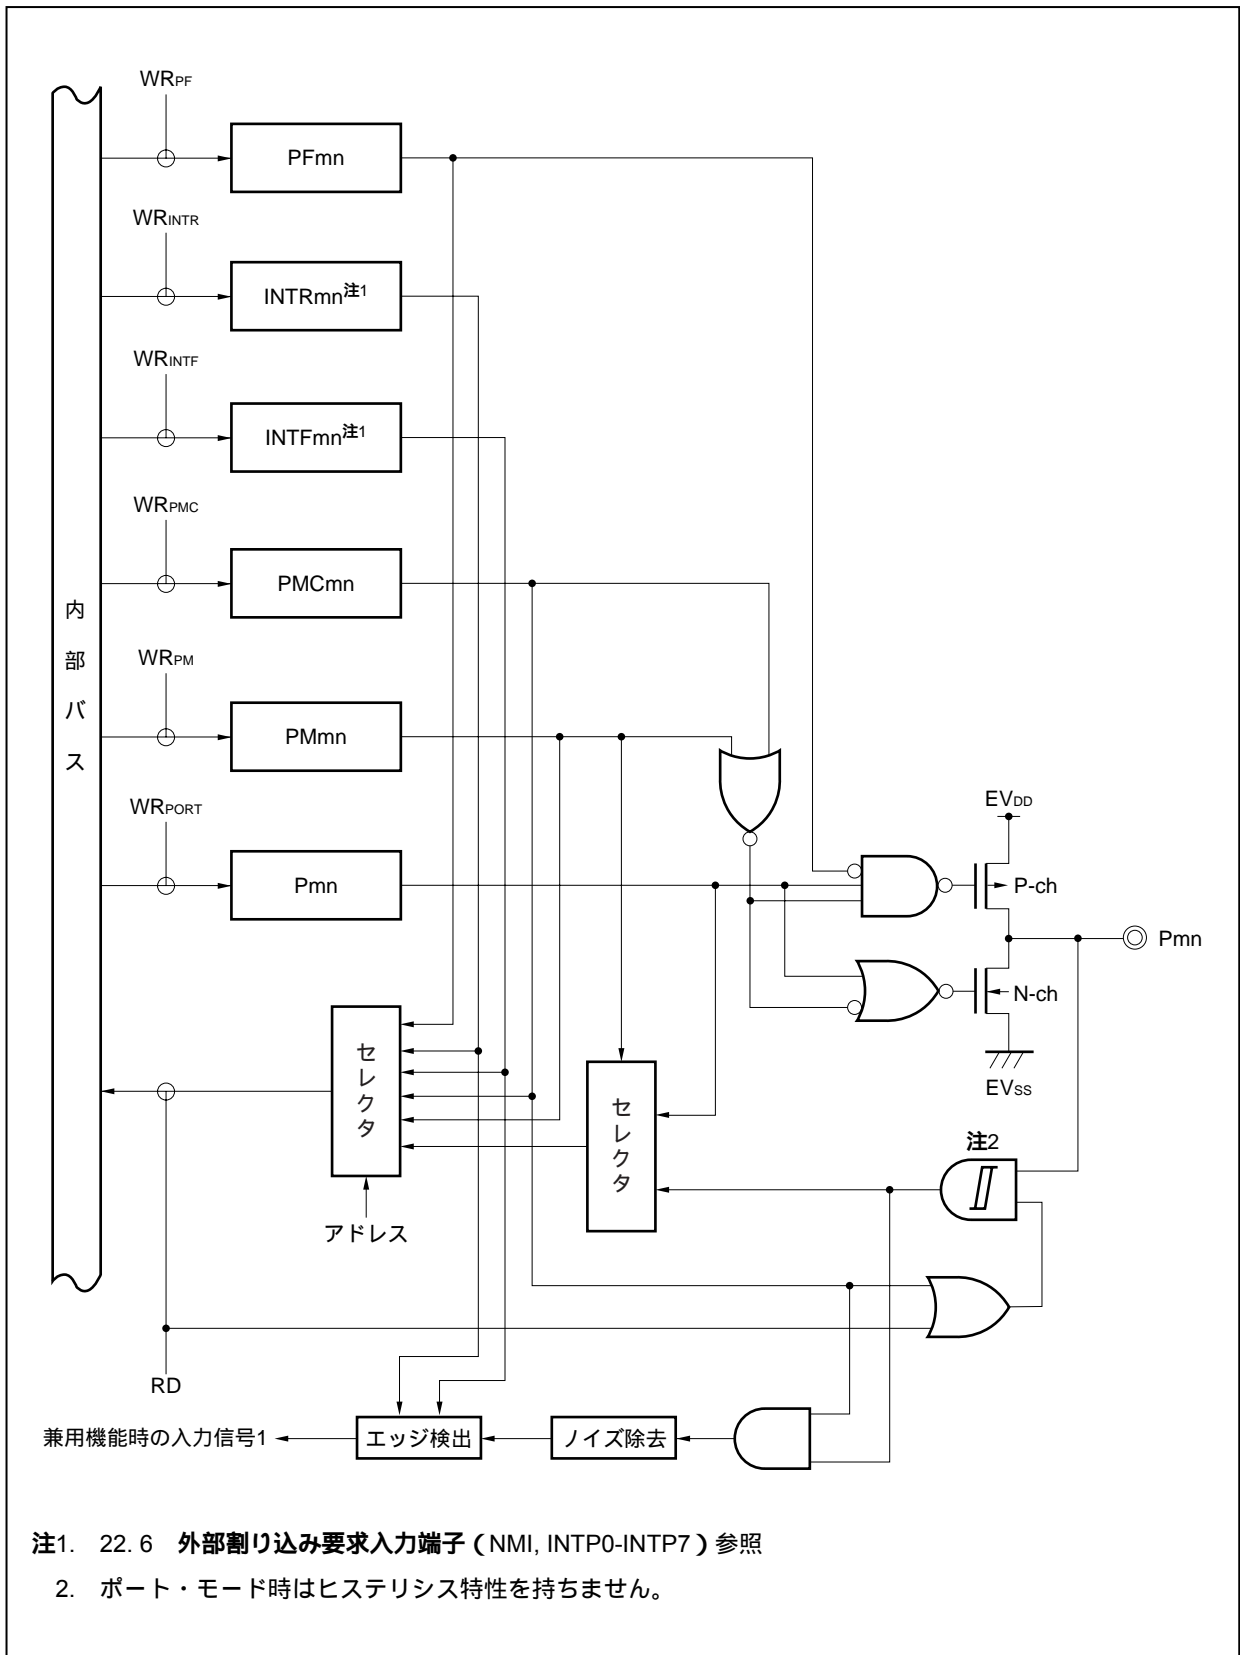 WRPF
PFmn
WRINTR
INTRmn注1
WRINTF
INTFmn注1
WRPMC
PMCmn
内部バス
WRPM
PMmn
WRPORT
Pmn
EVDD
P-ch
Pmn
N-ch
EVSS
セレクタ
セレクタ
注2
アドレス
RD
兼用機能時の入力信号1
エッジ検出
ノイズ除去
注1. 22. 6 外部割り込み要求入力端子（NMI, INTP0-INTP7）参照
2. ポート・モード時はヒステリシス特性を持ちません。